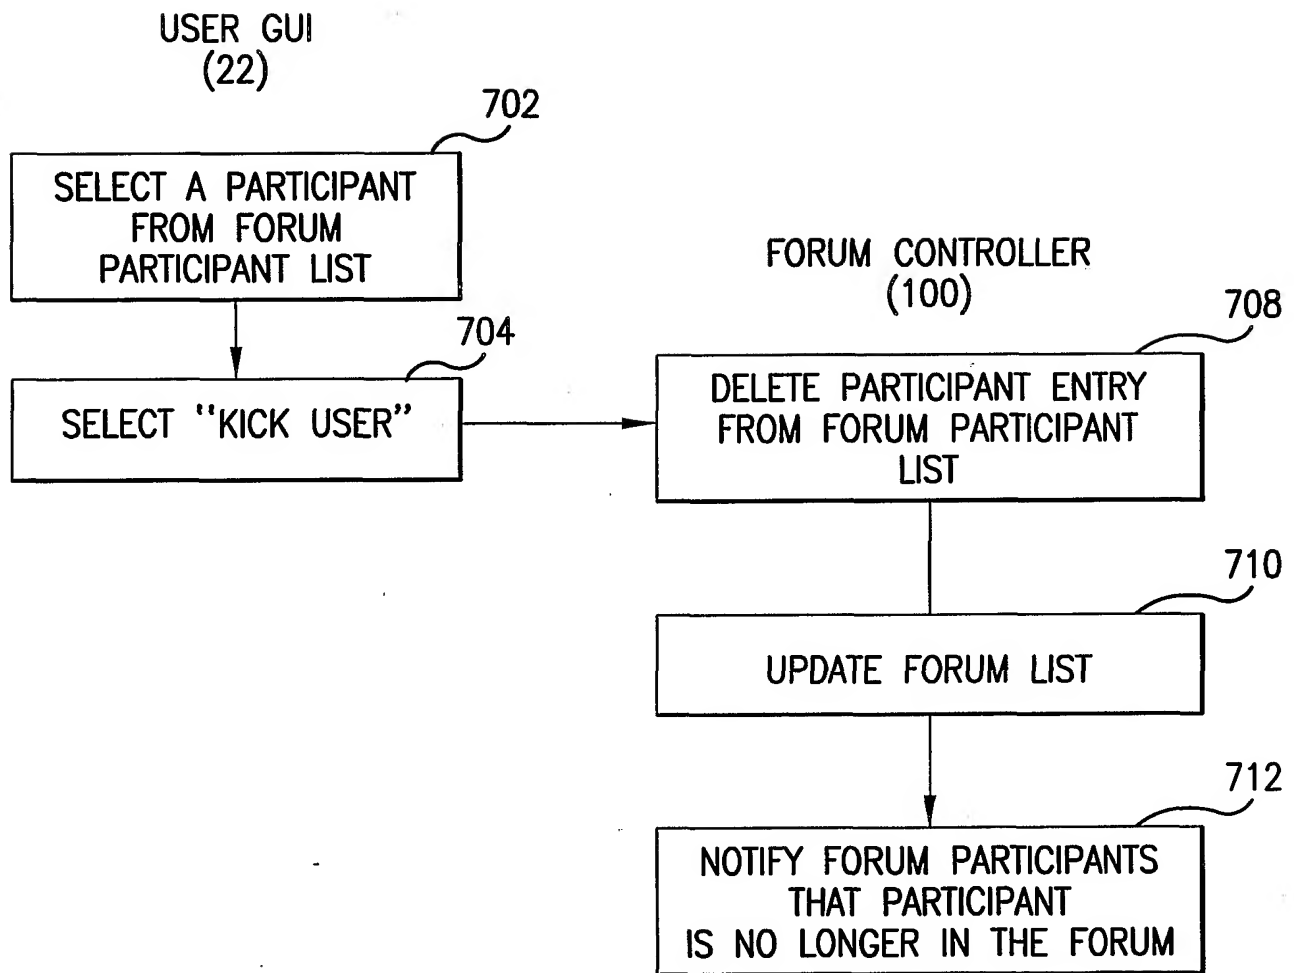 USER GUI
(22)
702
SELECT A PARTICIPANT
FROM FORUM
PARTICIPANT LIST
704
SELECT "KICK USER"
FORUM CONTROLLER
(100)
708
DELETE PARTICIPANT ENTRY
FROM FORUM PARTICIPANT
LIST
710
UPDATE FORUM LIST
712
NOTIFY FORUM PARTICIPANTS
THAT PARTICIPANT
IS NO LONGER IN THE FORUM